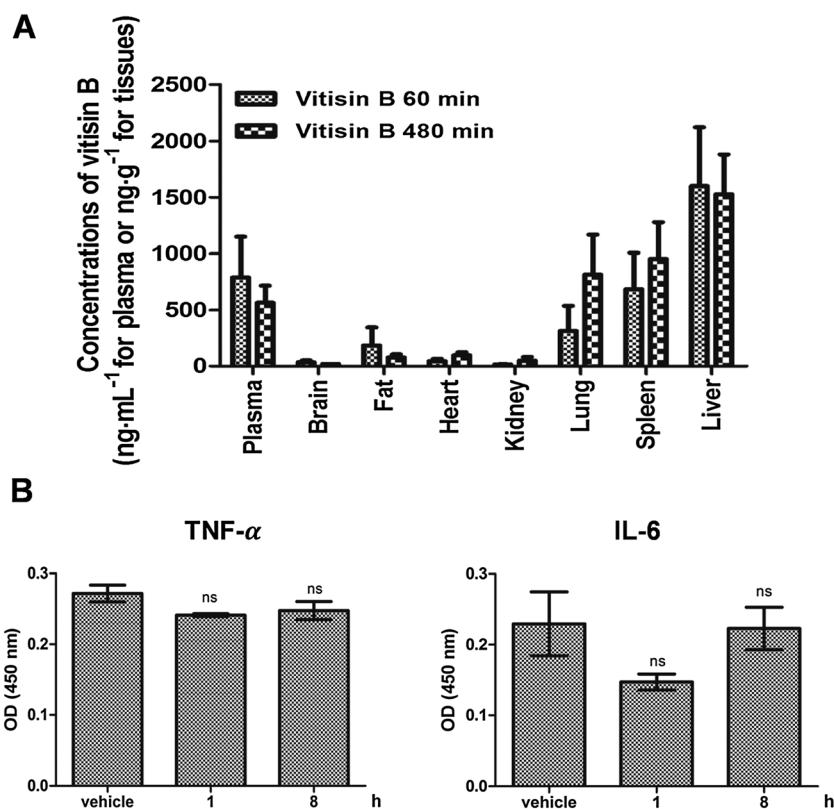 A
Concentrations of vitisin B
(ng·mL⁻¹ for plasma or ng·g⁻¹ for tissues)
2500
2000
1500
1000
500
0
Vitisin B 60 min
Vitisin B 480 min
Plasma
Brain
Fat
Heart
Kidney
Lung
Spleen
Liver
B
TNF-α
OD (450 nm)
0.3
0.2
0.1
0.0
ns
ns
vehicle 1 8 h
IL-6
OD (450 nm)
0.3
0.2
0.1
0.0
ns
ns
vehicle 1 8 h